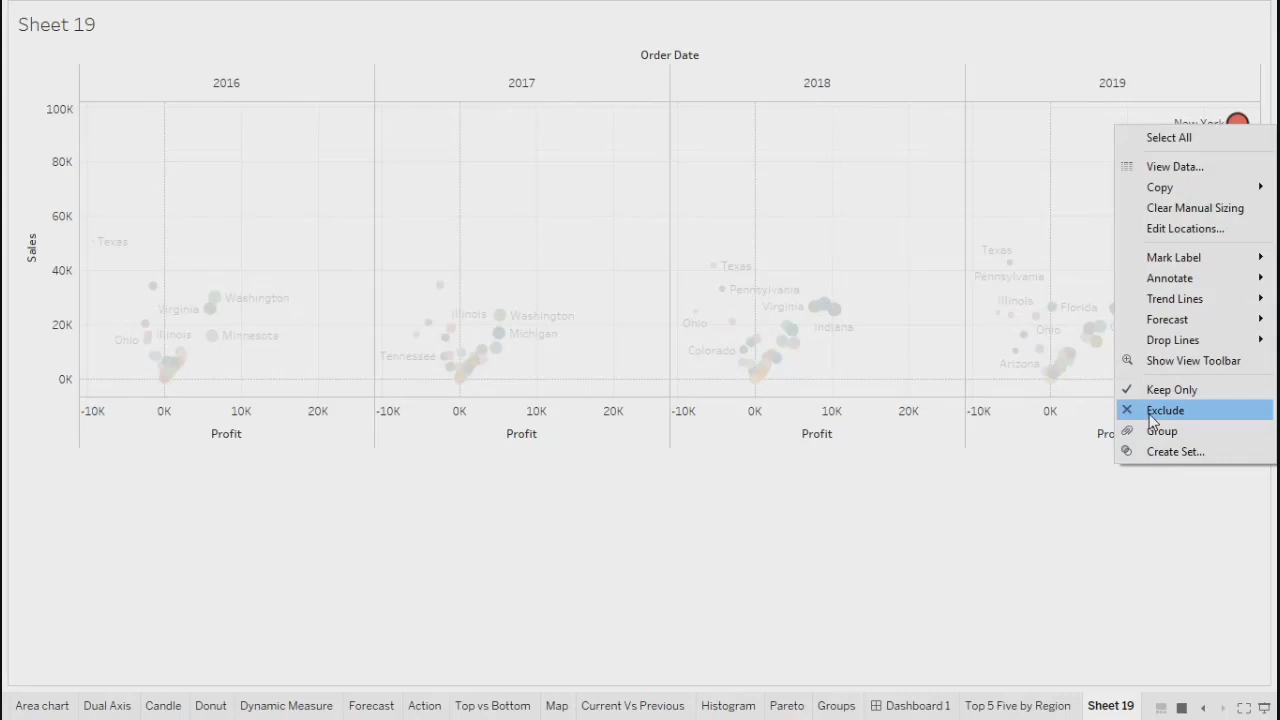 Sheet 19
Order Date
2016 2017 2018 2019
100K
80K
60K
40K
20K
0K
Sales
Texas
Virginia
Washington
Illinois
Ohio
Minnesota
Illinois
Washington
Michigan
Tennessee
Texas
Pennsylvania
Virginia
Ohio
Indiana
Colorado
New York
Texas
Pennsylvania
Illinois
Florida
Ohio
Arizona
-10K 0K 10K 20K -10K 0K 10K 20K -10K 0K 10K 20K -10K 0K
Profit Profit Profit
Select All
View Data...
Copy
Clear Manual Sizing
Edit Locations...
Mark Label
Annotate
Trend Lines
Forecast
Drop Lines
Show View Toolbar
Keep Only
Exclude
Group
Create Set...
Area chart Dual Axis Candle Donut Dynamic Measure Forecast Action Top vs Bottom Map Current Vs Previous Histogram Pareto Groups Dashboard 1 Top 5 Five by Region Sheet 19